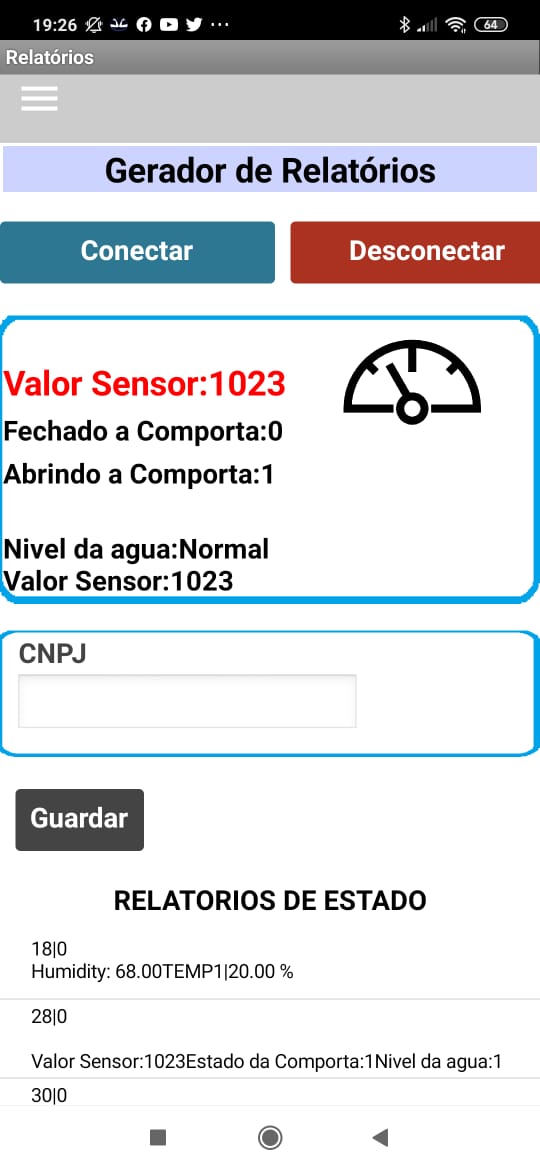 19:26
64
Relatórios
Gerador de Relatórios
Conectar
Desconectar
Valor Sensor:1023
Fechado a Comporta:0
Abrindo a Comporta:1
Nivel da agua:Normal
Valor Sensor:1023
CNPJ
Guardar
RELATORIOS DE ESTADO
18|0
Humidity: 68.00TEMP1|20.00 %
28|0
Valor Sensor:1023Estado da Comporta:1Nivel da agua:1
30|0